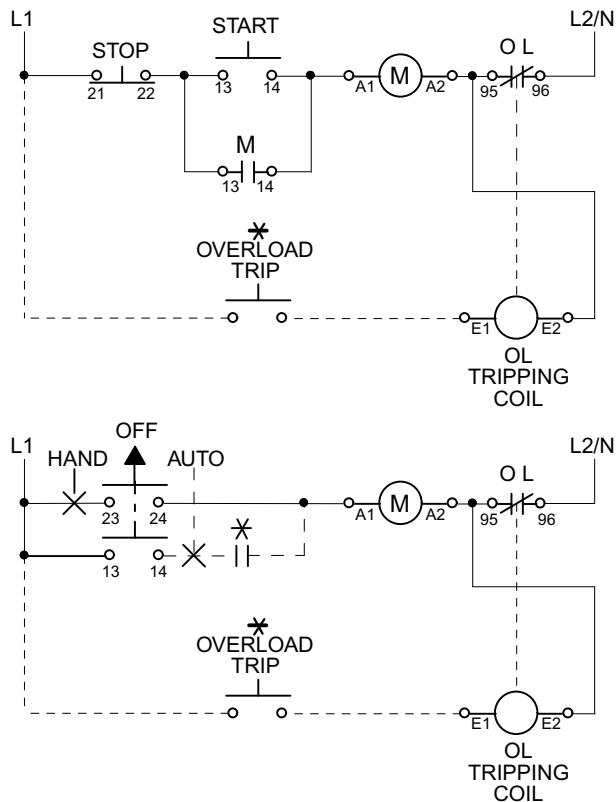 L1
L2/N
START
STOP
O L
21
22
13
14
A1
M
A2
95
96
M
13
14
OVERLOAD
TRIP
E1
E2
OL
TRIPPING
COIL
OFF
L1
HAND
AUTO
L2/N
O L
23
24
A1
M
A2
95
96
13
14
OVERLOAD
TRIP
E1
E2
OL
TRIPPING
COIL